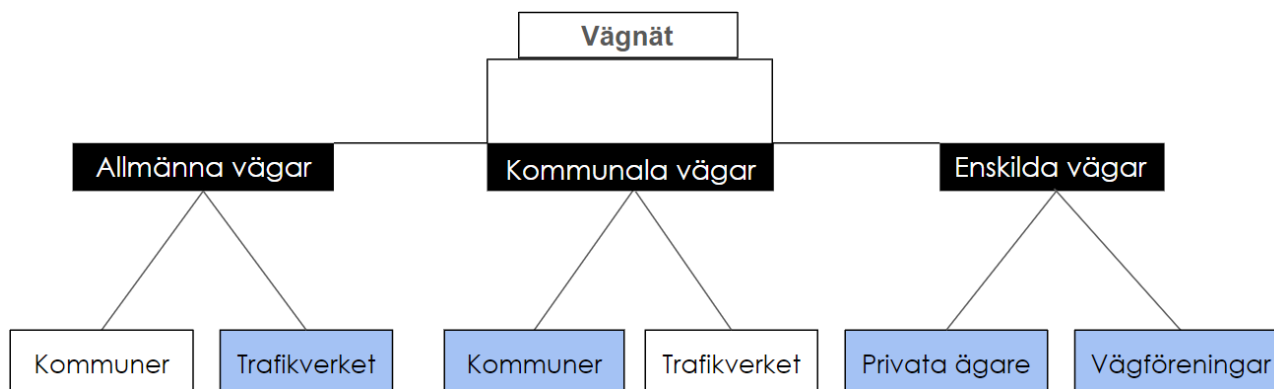 Vägnät
Allmänna vägar
Kommunala vägar
Enskilda vägar
Kommuner
Trafikverket
Kommuner
Trafikverket
Privata ägare
Vägföreningar